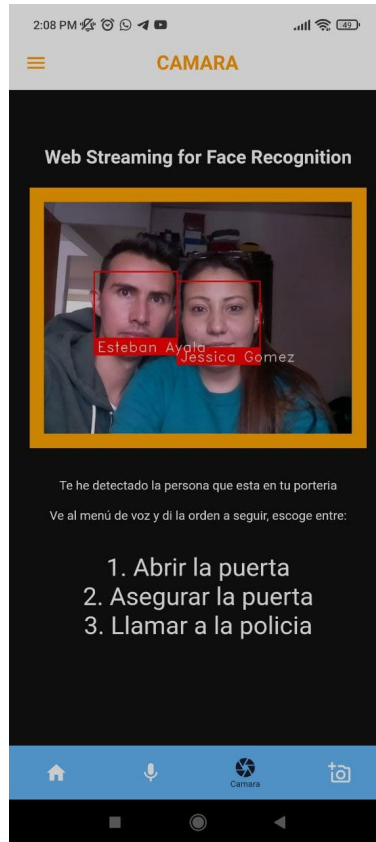 2:08 PM
49
CAMARA
Web Streaming for Face Recognition
Esteban Ayala
Jessica Gomez
Te he detectado la persona que esta en tu porteria
Ve al menú de voz y di la orden a seguir, escoge entre:
1. Abrir la puerta
2. Asegurar la puerta
3. Llamar a la policia
Camara